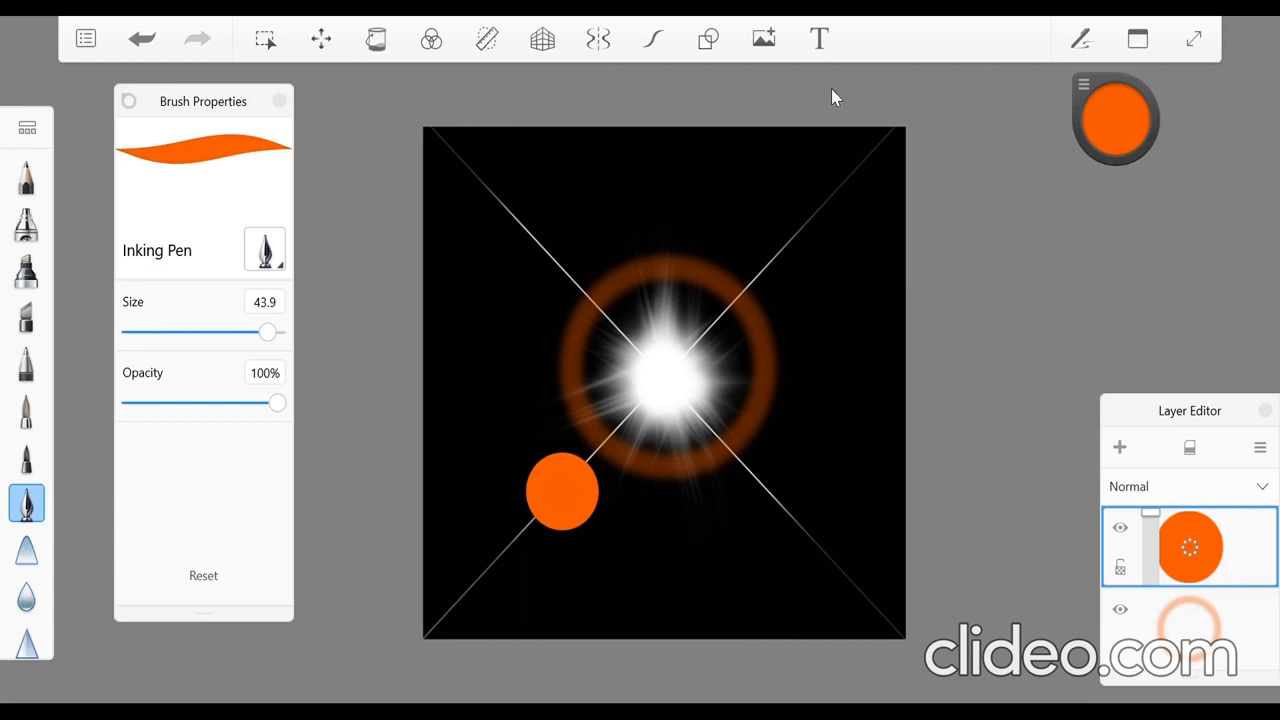 T
Brush Properties
Inking Pen
Size
43.9
Opacity
100%
Reset
Layer Editor
Normal
clideo.com